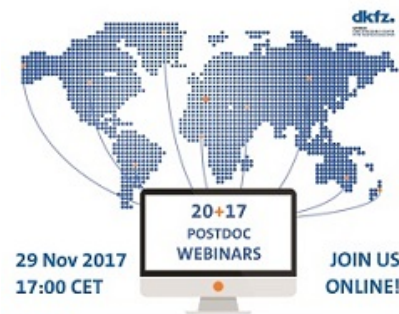 dkfz.
20+17
POSTDOC
WEBINARS
29 Nov 2017
17:00 CET
JOIN US
ONLINE!